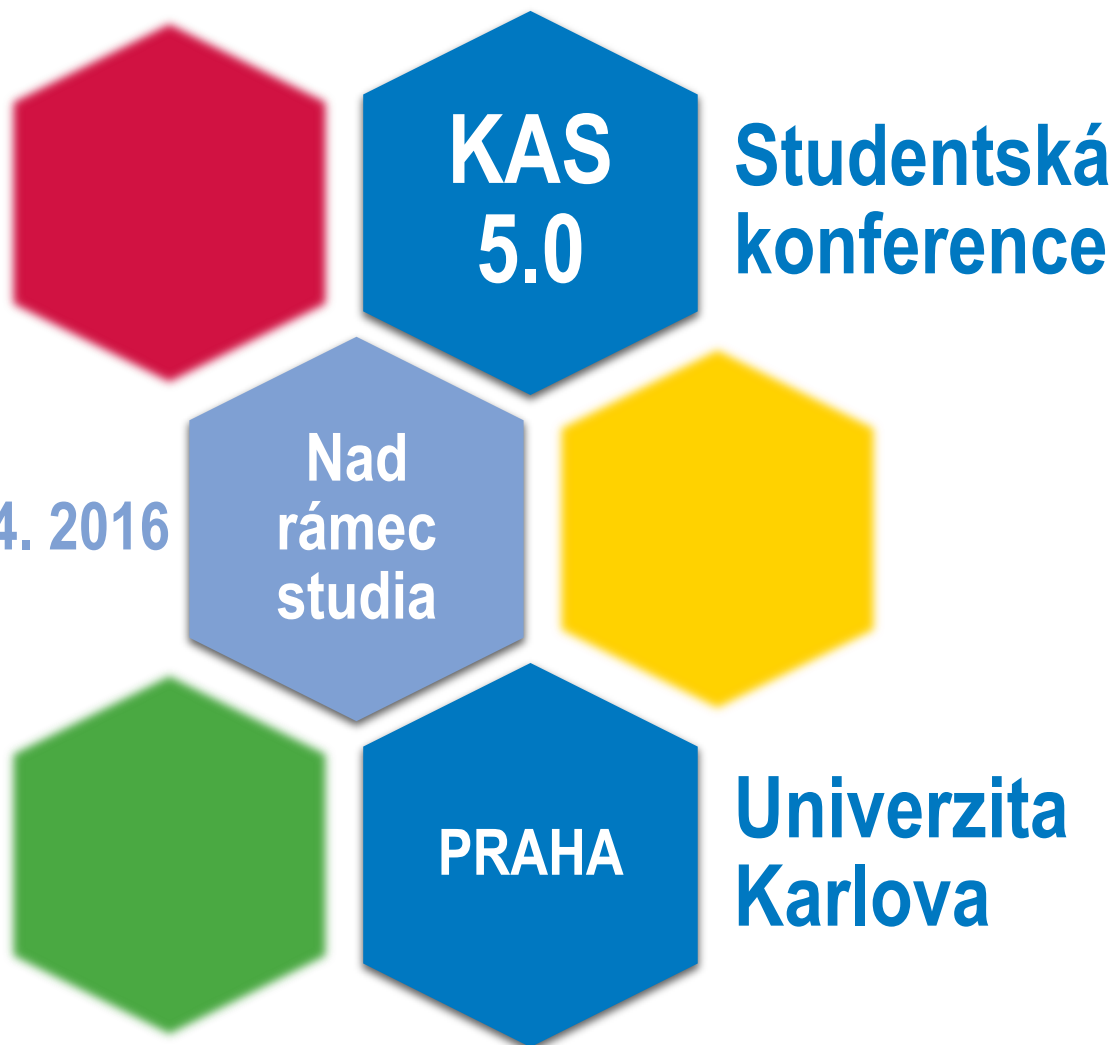 KAS
5.0
Studentská
konference
4. 2016
Nad
rámec
studia
PRAHA
Univerzita
Karlova